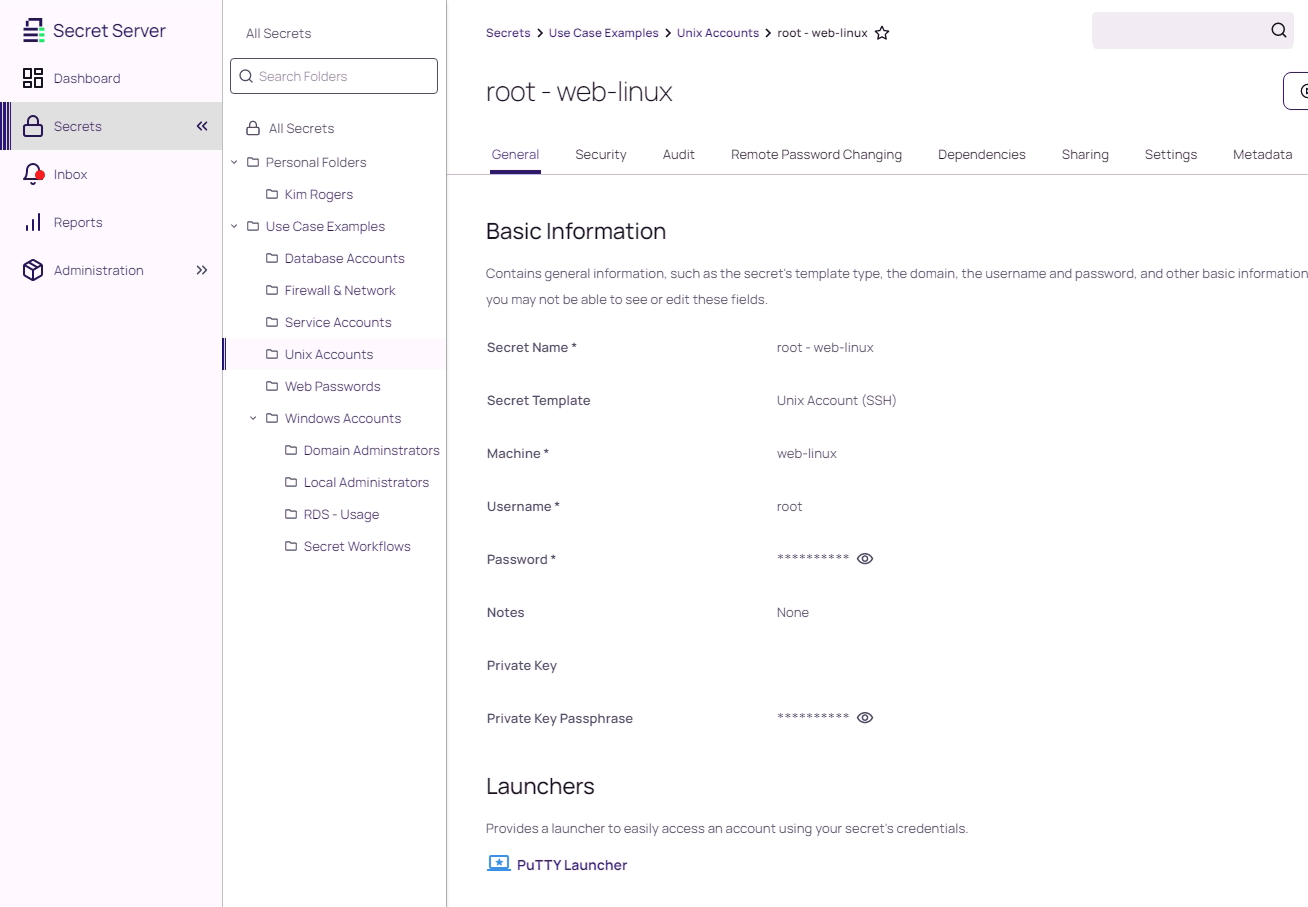 Secret Server
Dashboard
Secrets
Inbox
Reports
Administration
All Secrets
Search Folders
All Secrets
Personal Folders
Kim Rogers
Use Case Examples
Database Accounts
Firewall & Network
Service Accounts
Unix Accounts
Web Passwords
Windows Accounts
Domain Adminstrators
Local Administrators
RDS - Usage
Secret Workflows
Secrets > Use Case Examples > Unix Accounts > root - web-linux
root - web-linux
General Security Audit Remote Password Changing Dependencies Sharing Settings Metadata
Basic Information
Contains general information, such as the secret's template type, the domain, the username and password, and other basic information
you may not be able to see or edit these fields.
Secret Name * root - web-linux
Secret Template Unix Account (SSH)
Machine * web-linux
Username * root
Password * **********
Notes None
Private Key
Private Key Passphrase **********
Launchers
Provides a launcher to easily access an account using your secret's credentials.
PuTTY Launcher